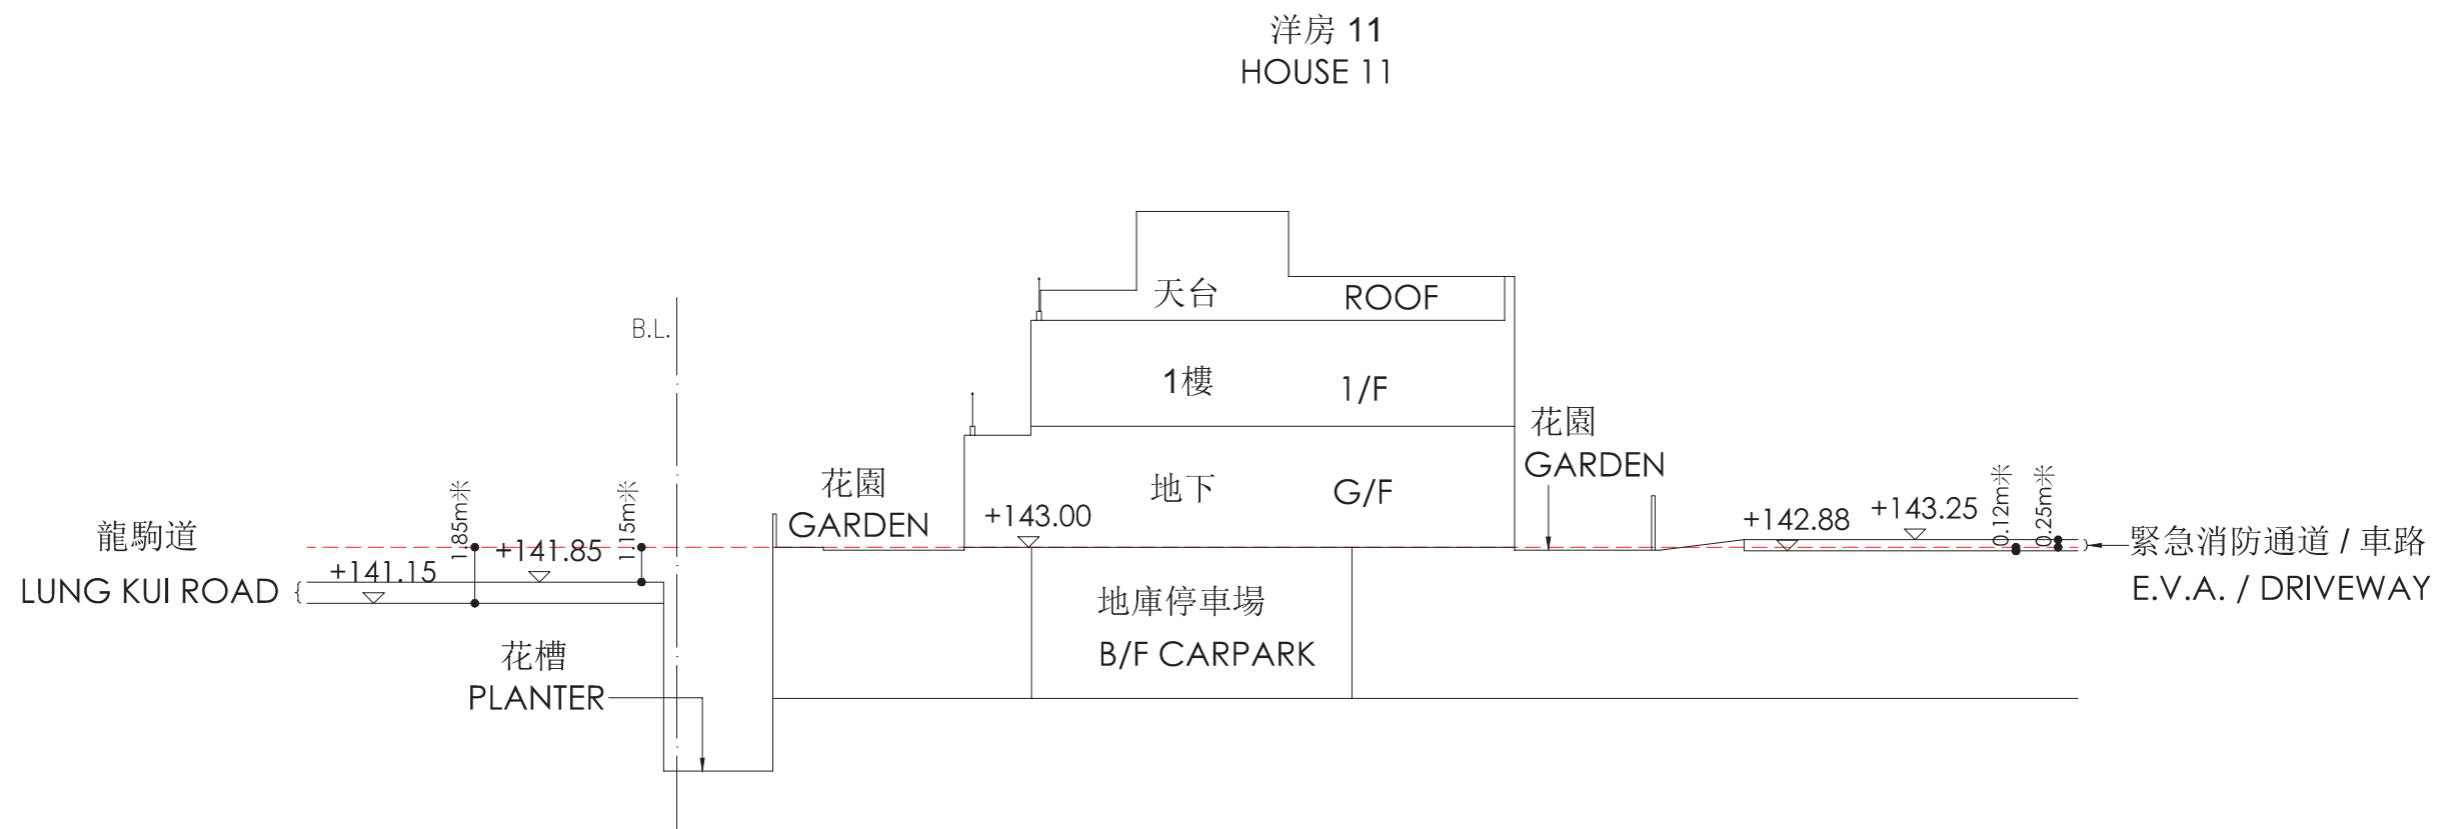 洋房 11
HOUSE 11
B.L.
天台 ROOF
1樓 1/F
地下 G/F
+143.00
地庫停車場
B/F CARPARK
花園
GARDEN
花園
GARDEN
龍駒道
LUNG KUI ROAD
1.85m米
+141.15
+141.85
1.15m米
花槽
PLANTER
+142.88
+143.25
0.12m米
0.25m米
緊急消防通道 / 車路
E.V.A. / DRIVEWAY